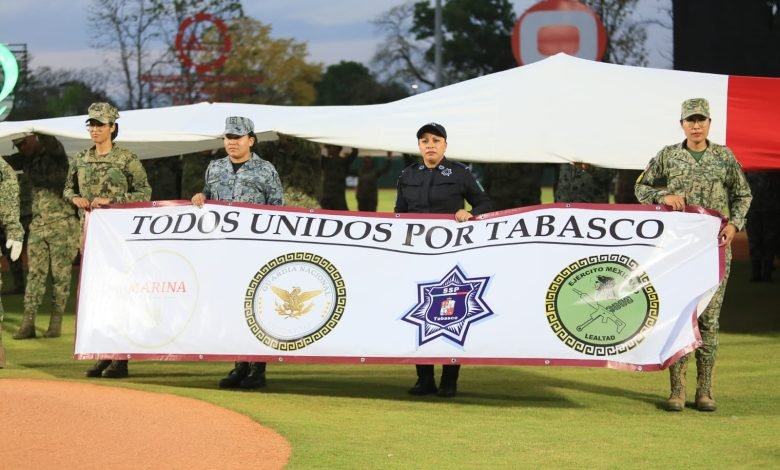 TODOS UNIDOS POR TABASCO
MARINA
GUARDIA NACIONAL
SSP
Tabasco
EJÉRCITO MEXICANO
LEALTAD